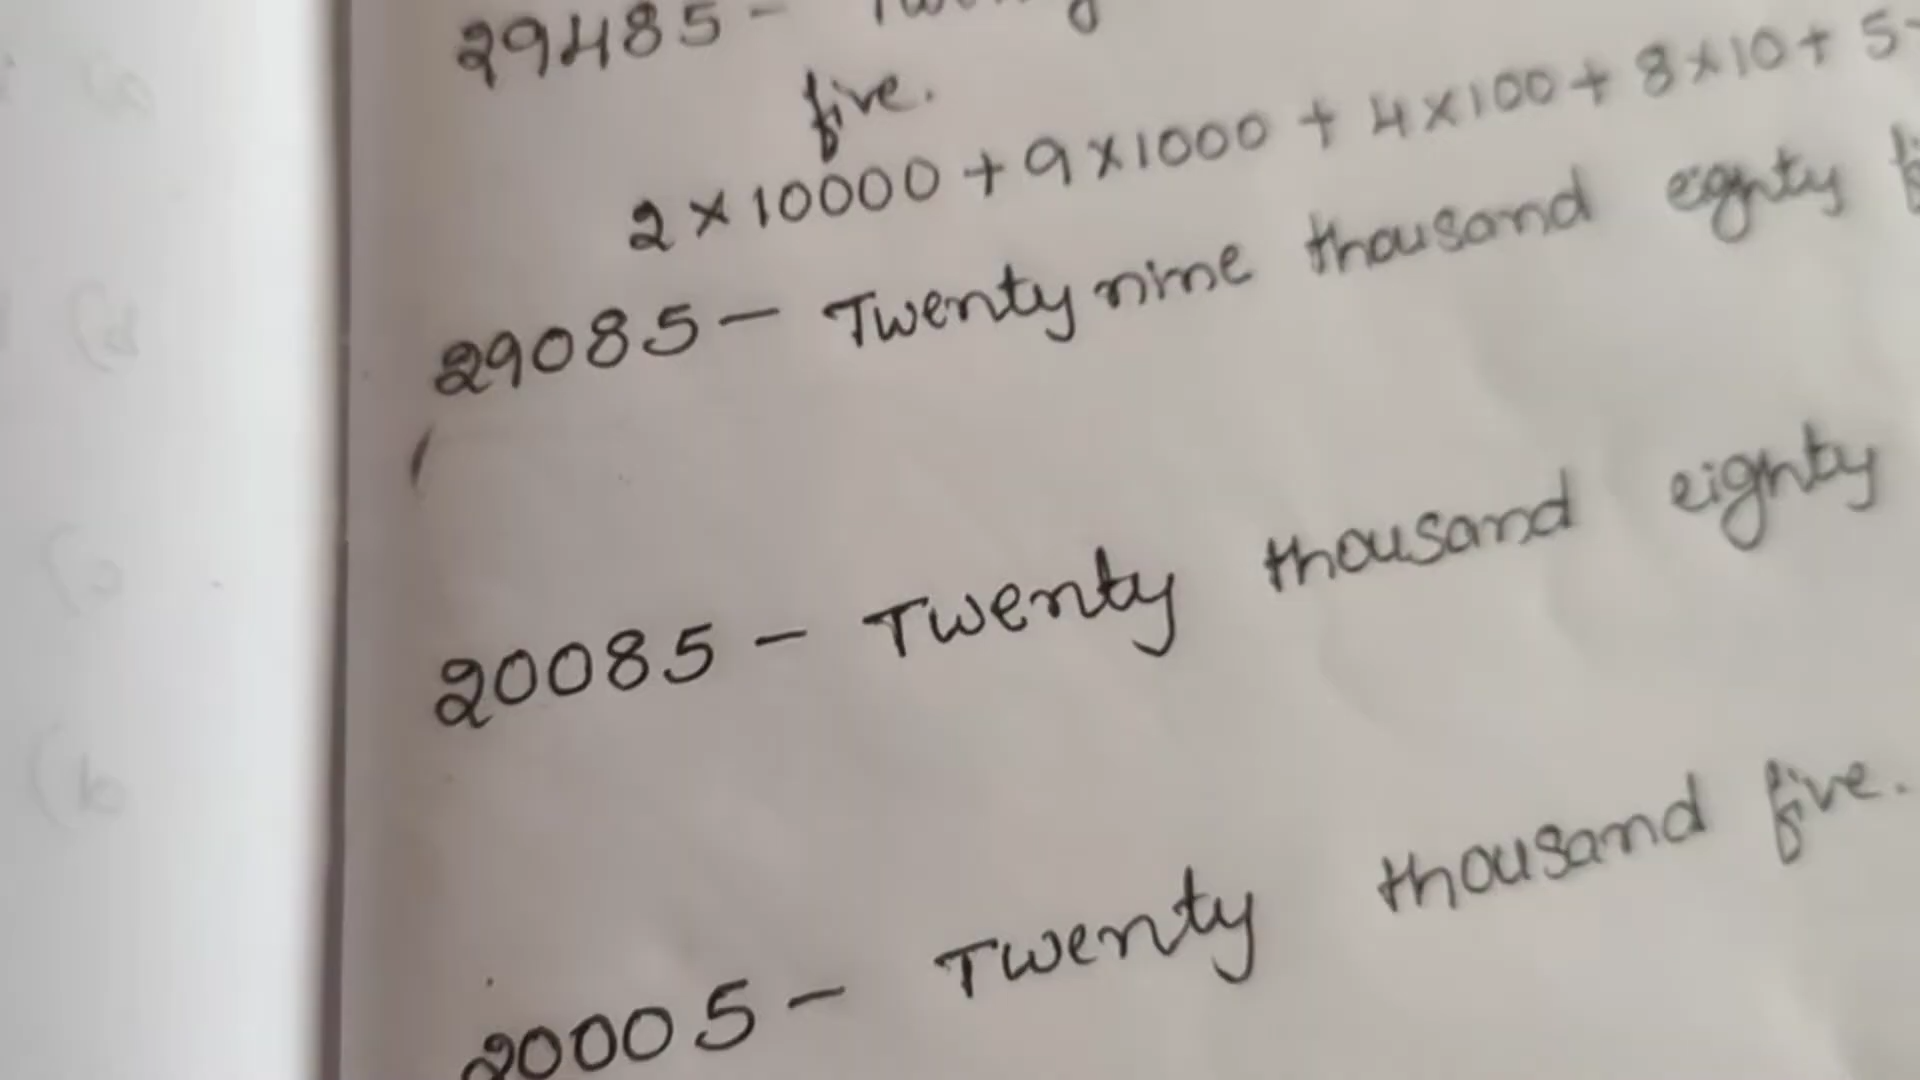 29485 -
five.
2 × 10000 + 9 × 1000 + 4 × 100 + 8 × 10 + 5
29085 - Twenty nine thousand eignty
20085 - Twenty thousand eighty
20005 - Twenty thousand five.